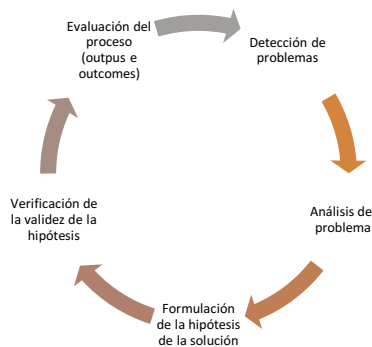 Evaluación del
proceso
(outpus e
outcomes)
Detección de
problemas
Análisis de
problema
Formulación
de la hipótesis
de la solución
Verificación de
la validez de la
hipótesis